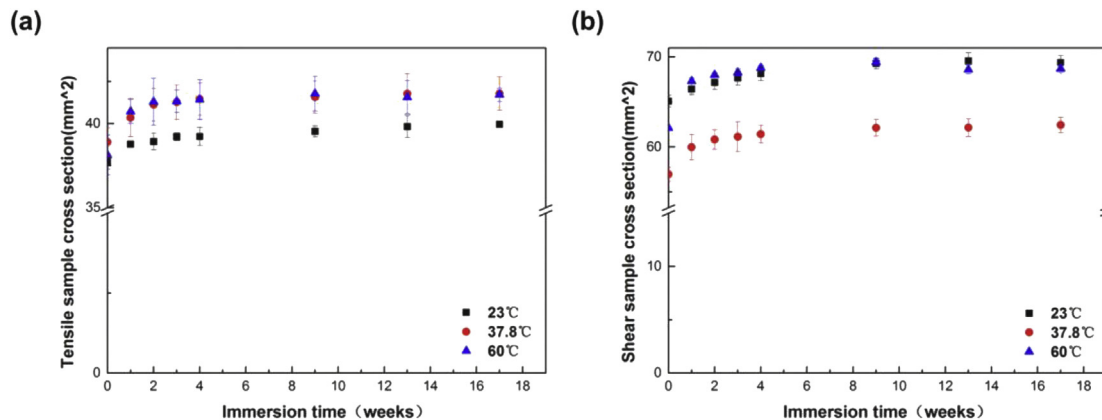 (a)
Tensile sample cross section(mm^2)
40
35
0
0 2 4 6 8 10 12 14 16 18
Immersion time（weeks）
23℃
37.8℃
60℃
(b)
Shear sample cross section(mm^2)
70
60
10
0
0 2 4 6 8 10 12 14 16 18
Immersion time（weeks）
23℃
37.8℃
60℃